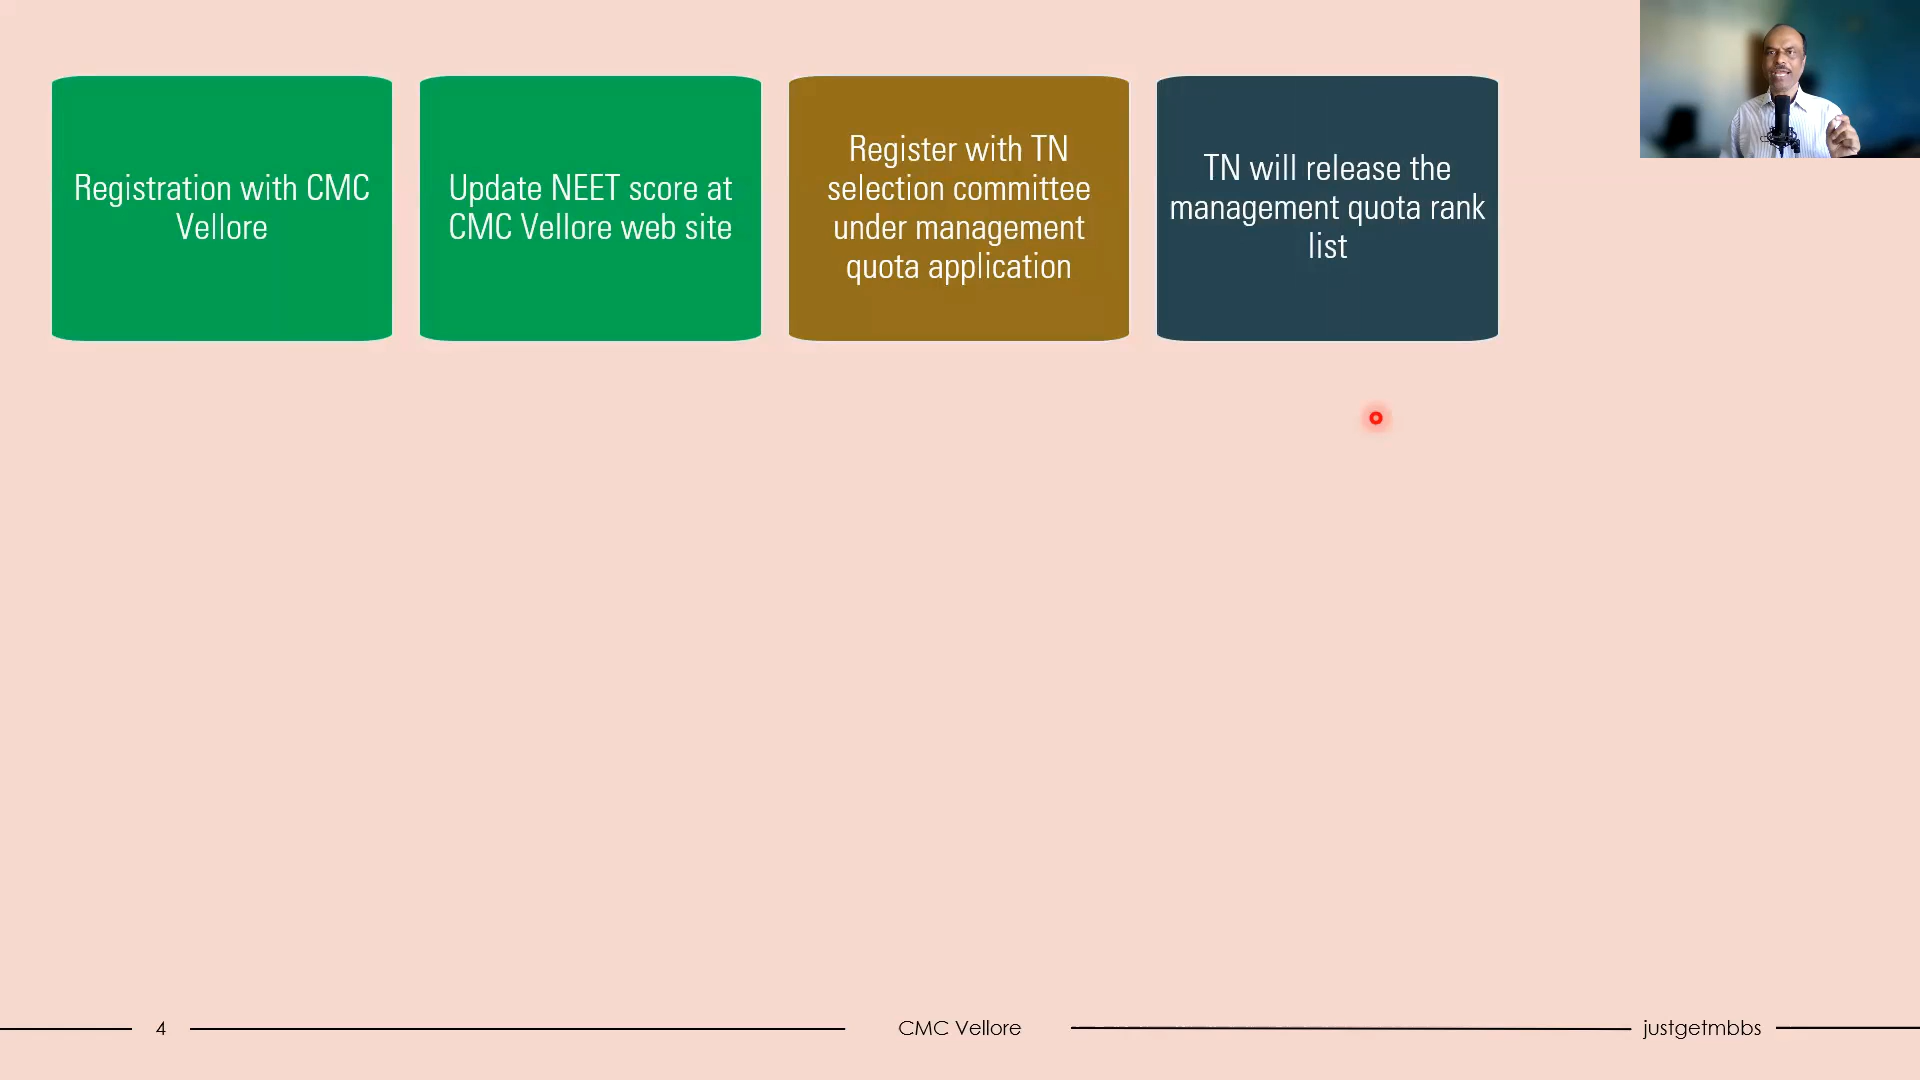 Registration with CMC
Vellore
Update NEET score at
CMC Vellore web site
Register with TN
selection committee
under management
quota application
TN will release the
management quota rank
list
4
CMC Vellore
justgetmbbs